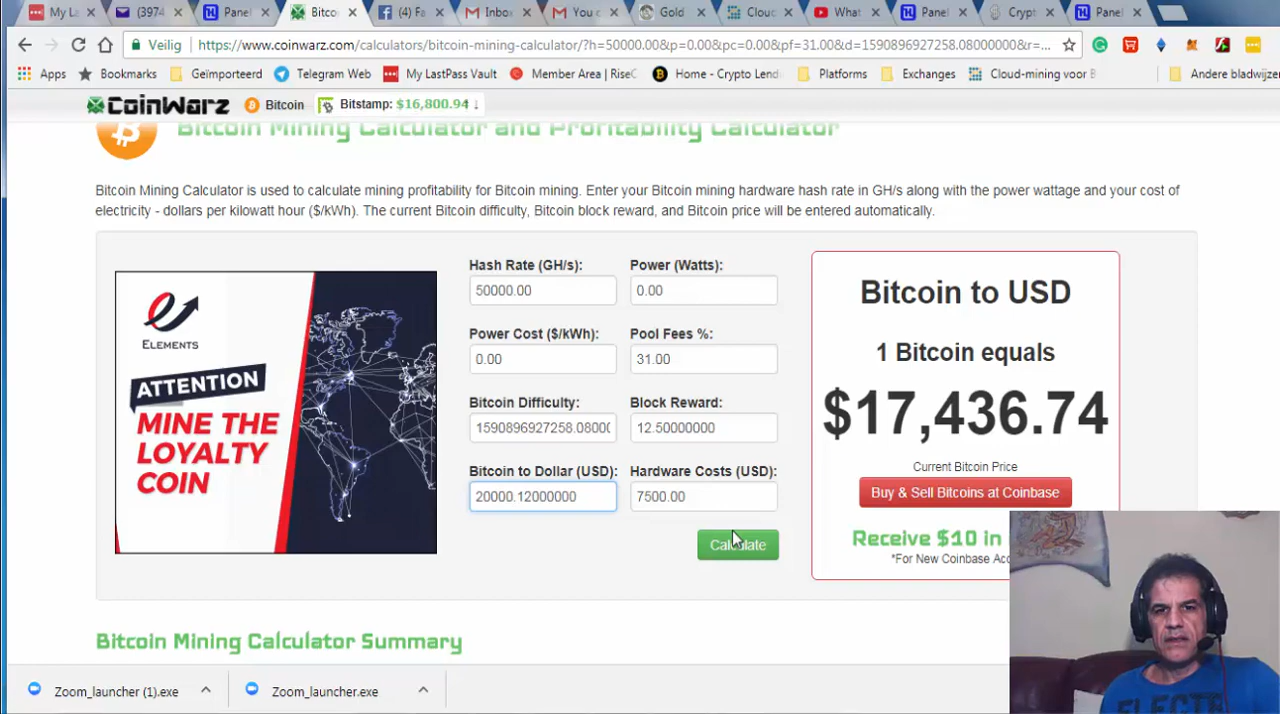 My La
(3974
Panel
Bitco
(4) Fa
Inbox
You c
Gold
Cloud
What
Panel
Crypt
Panel
Veilig
https://www.coinwarz.com/calculators/bitcoin-mining-calculator/?h=50000.00&p=0.00&pc=0.00&pf=31.00&d=1590896927258.08000000&r=...
Apps
Bookmarks
Geïmporteerd
Telegram Web
My LastPass Vault
Member Area | RiseC
Home - Crypto Lendi
Platforms
Exchanges
Cloud-mining voor B
Andere bladwijzer
CoinWarz
Bitcoin
Bitstamp: $16,800.94 ↓
Bitcoin Mining Calculator and Profitability Calculator
Bitcoin Mining Calculator is used to calculate mining profitability for Bitcoin mining. Enter your Bitcoin mining hardware hash rate in GH/s along with the power wattage and your cost of
electricity - dollars per kilowatt hour ($/kWh). The current Bitcoin difficulty, Bitcoin block reward, and Bitcoin price will be entered automatically.
ELEMENTS
ATTENTION
MINE THE
LOYALTY
COIN
Hash Rate (GH/s):
50000.00
Power (Watts):
0.00
Power Cost ($/kWh):
0.00
Pool Fees %:
31.00
Bitcoin Difficulty:
1590896927258.0800(
Block Reward:
12.50000000
Bitcoin to Dollar (USD):
20000.12000000
Hardware Costs (USD):
7500.00
Calculate
Bitcoin to USD
1 Bitcoin equals
$17,436.74
Current Bitcoin Price
Buy & Sell Bitcoins at Coinbase
Receive $10 in
*For New Coinbase Acc
Bitcoin Mining Calculator Summary
Zoom_launcher (1).exe
Zoom_launcher.exe